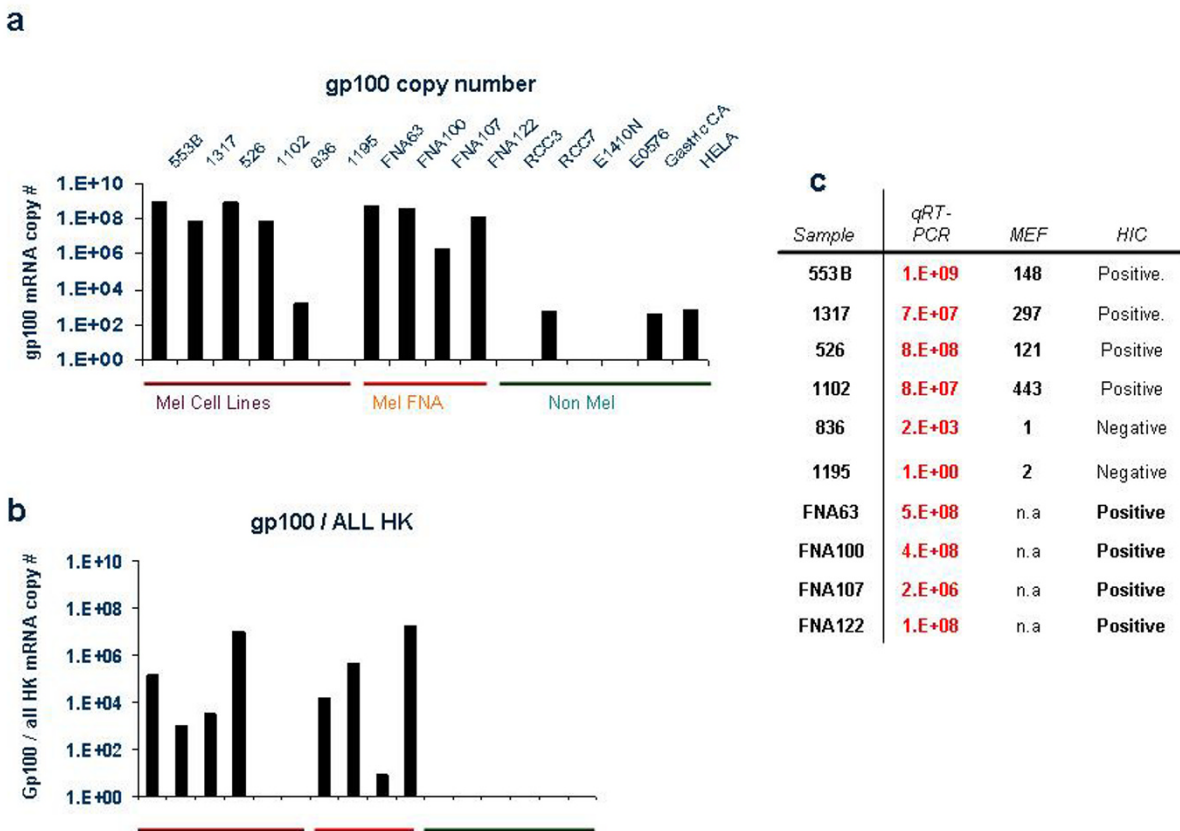 a
gp100 copy number
553B 1317 526 1102 836 1195 FNA63 FNA100 FNA107 FNA122 RCC3 RCC7 E1410N E0576 Gastric CA HELA
gp100 mRNA copy #
1.E+10
1.E+08
1.E+06
1.E+04
1.E+02
1.E+00
Mel Cell Lines Mel FNA Non Mel
b
gp100 / ALL HK
Gp100 / all HK mRNA copy #
1.E+10
1.E+08
1.E+06
1.E+04
1.E+02
1.E+00
c
Sample qRT-PCR MEF HIC
553B 1.E+09 148 Positive.
1317 7.E+07 297 Positive.
526 8.E+08 121 Positive
1102 8.E+07 443 Positive
836 2.E+03 1 Negative
1195 1.E+00 2 Negative
FNA63 5.E+08 n.a Positive
FNA100 4.E+08 n.a Positive
FNA107 2.E+06 n.a Positive
FNA122 1.E+08 n.a Positive